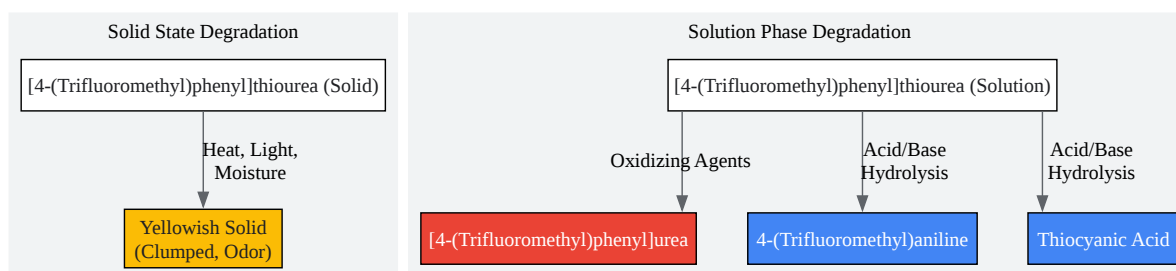 Solid State Degradation
[4-(Trifluoromethyl)phenyl]thiourea (Solid)
Heat, Light,
Moisture
Yellowish Solid
(Clumped, Odor)
Solution Phase Degradation
[4-(Trifluoromethyl)phenyl]thiourea (Solution)
Oxidizing Agents
Acid/Base
Hydrolysis
Acid/Base
Hydrolysis
[4-(Trifluoromethyl)phenyl]urea
4-(Trifluoromethyl)aniline
Thiocyanic Acid